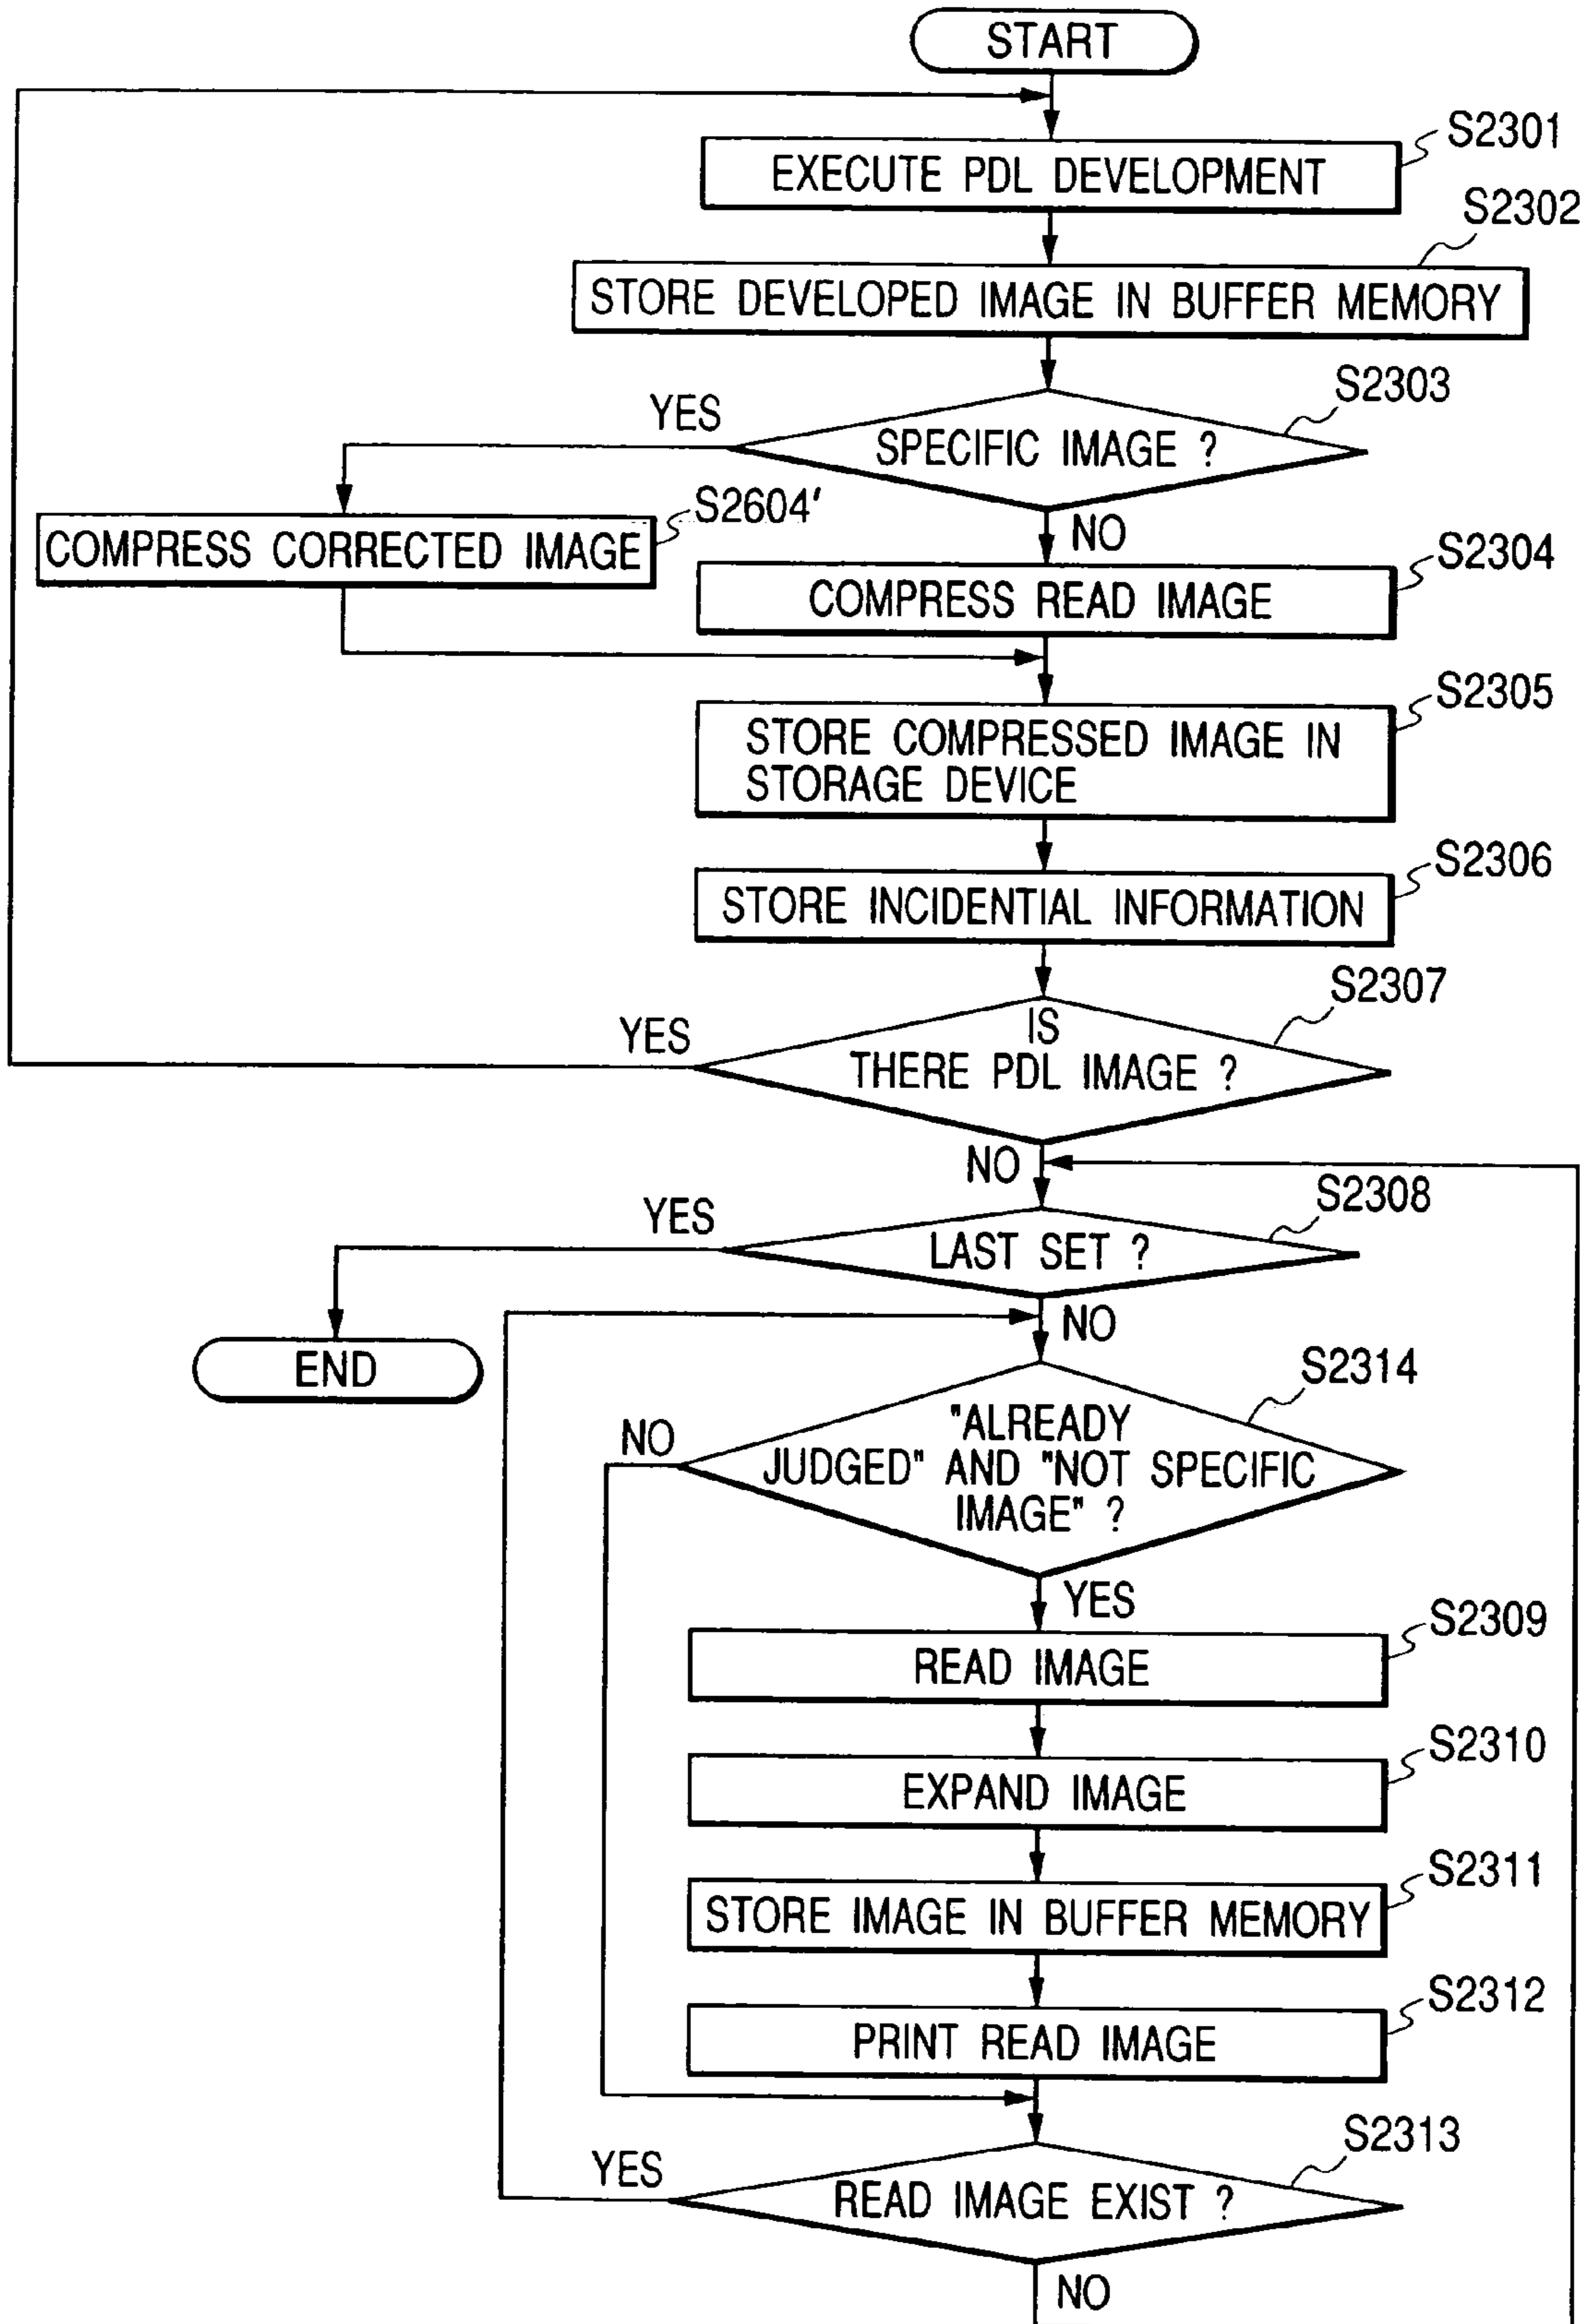 START
S2301
EXECUTE PDL DEVELOPMENT
S2302
STORE DEVELOPED IMAGE IN BUFFER MEMORY
S2303
YES
SPECIFIC IMAGE ?
S2604'
NO
COMPRESS CORRECTED IMAGE
S2304
COMPRESS READ IMAGE
S2305
STORE COMPRESSED IMAGE IN
STORAGE DEVICE
S2306
STORE INCIDENTIAL INFORMATION
S2307
YES
IS
THERE PDL IMAGE ?
NO
S2308
YES
LAST SET ?
NO
END
S2314
NO
"ALREADY
JUDGED" AND "NOT SPECIFIC
IMAGE" ?
YES
S2309
READ IMAGE
S2310
EXPAND IMAGE
S2311
STORE IMAGE IN BUFFER MEMORY
S2312
PRINT READ IMAGE
S2313
YES
READ IMAGE EXIST ?
NO